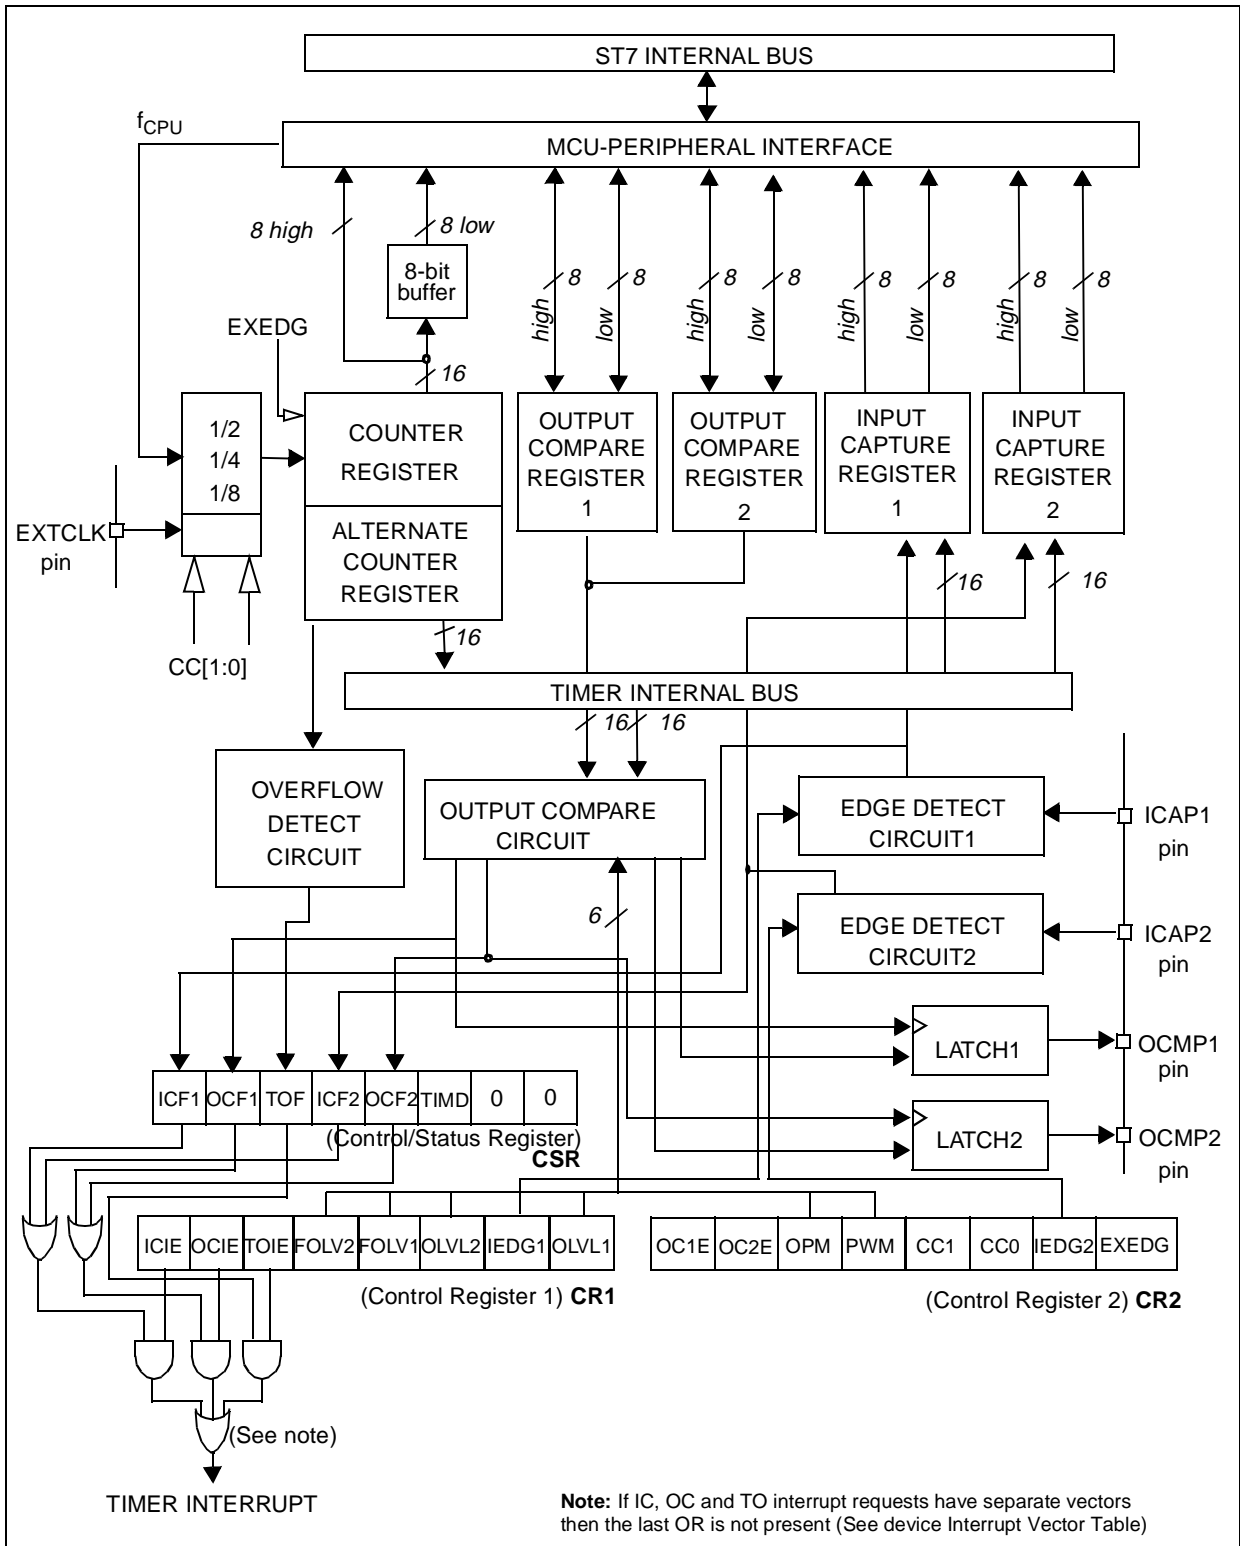 ST7 INTERNAL BUS
fCPU
MCU-PERIPHERAL INTERFACE
8 high
8 low
8-bit
buffer
8
8
8
8
8
8
8
8
high
low
high
low
high
low
high
low
EXEDG
16
1/2
1/4
1/8
COUNTER
REGISTER
OUTPUT
COMPARE
REGISTER
1
OUTPUT
COMPARE
REGISTER
2
INPUT
CAPTURE
REGISTER
1
INPUT
CAPTURE
REGISTER
2
EXTCLK
pin
ALTERNATE
COUNTER
REGISTER
16
16
16
CC[1:0]
TIMER INTERNAL BUS
16
16
OVERFLOW
DETECT
CIRCUIT
OUTPUT COMPARE
CIRCUIT
EDGE DETECT
CIRCUIT1
ICAP1
pin
6
EDGE DETECT
CIRCUIT2
ICAP2
pin
LATCH1
OCMP1
pin
ICF1 OCF1 TOF ICF2 OCF2 TIMD 0 0
(Control/Status Register)
CSR
LATCH2
OCMP2
pin
ICIE OCIE TOIE FOLV2 FOLV1 OLVL2 IEDG1 OLVL1
OC1E OC2E OPM PWM CC1 CC0 IEDG2 EXEDG
(Control Register 1) CR1
(Control Register 2) CR2
(See note)
TIMER INTERRUPT
Note: If IC, OC and TO interrupt requests have separate vectors
then the last OR is not present (See device Interrupt Vector Table)